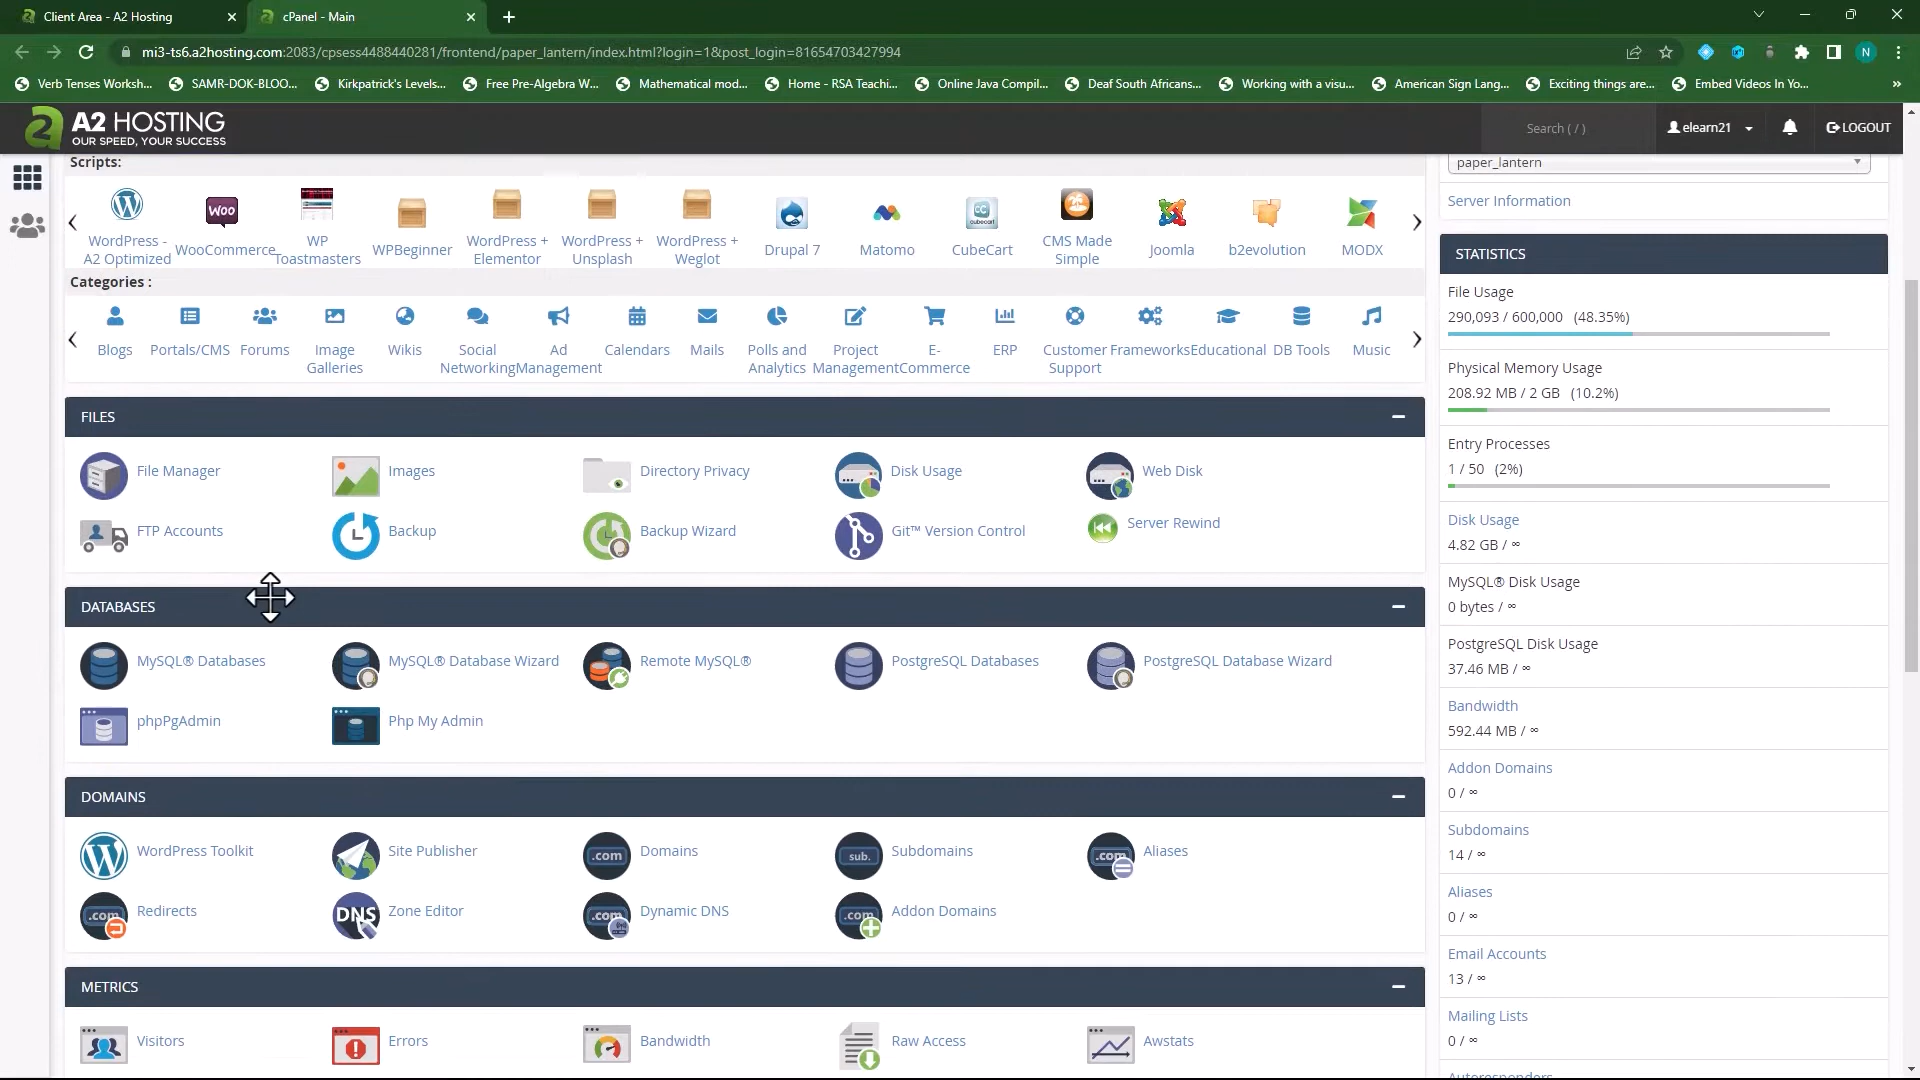 Client Area - A2 Hosting
cPanel - Main
mi3-ts6.a2hosting.com:2083/cpsess4488440281/frontend/paper_lantern/index.html?login=1&post_login=81654703427994
N
Verb Tenses Worksh...
SAMR-DOK-BLOO...
Kirkpatrick's Levels...
Free Pre-Algebra W...
Mathematical mod...
Home - RSA Teachi...
Online Java Compil...
Deaf South Africans...
Working with a visu...
American Sign Lang...
Exciting things are...
Embed Videos In Yo...
»
A2 HOSTING
OUR SPEED, YOUR SUCCESS
Search ( / )
elearn21
LOGOUT
Scripts:
WordPress - A2 Optimized
Woo
WooCommerce
WP Toastmasters
WPBeginner
WordPress + Elementor
WordPress + Unsplash
WordPress + Weglot
Drupal 7
Matomo
cubecart
CubeCart
CMS Made Simple
Joomla
b2evolution
MODX
Categories :
Blogs
Portals/CMS
Forums
Image Galleries
Wikis
Social Networking
Ad Management
Calendars
Mails
Polls and Analytics
Project Management
E-Commerce
ERP
Customer Support
Frameworks
Educational
DB Tools
Music
FILES
File Manager
Images
Directory Privacy
Disk Usage
Web Disk
FTP Accounts
Backup
Backup Wizard
Git™ Version Control
Server Rewind
DATABASES
MySQL® Databases
MySQL® Database Wizard
Remote MySQL®
PostgreSQL Databases
PostgreSQL Database Wizard
phpPgAdmin
Php My Admin
DOMAINS
WordPress Toolkit
Site Publisher
.com
Domains
sub.
Subdomains
.com
Aliases
.com
Redirects
DNS
Zone Editor
.com
Dynamic DNS
.com
Addon Domains
METRICS
Visitors
Errors
Bandwidth
Raw Access
Awstats
paper_lantern
Server Information
STATISTICS
File Usage
290,093 / 600,000 (48.35%)
Physical Memory Usage
208.92 MB / 2 GB (10.2%)
Entry Processes
1 / 50 (2%)
Disk Usage
4.82 GB / ∞
MySQL® Disk Usage
0 bytes / ∞
PostgreSQL Disk Usage
37.46 MB / ∞
Bandwidth
592.44 MB / ∞
Addon Domains
0 / ∞
Subdomains
14 / ∞
Aliases
0 / ∞
Email Accounts
13 / ∞
Mailing Lists
0 / ∞
Autoresponders